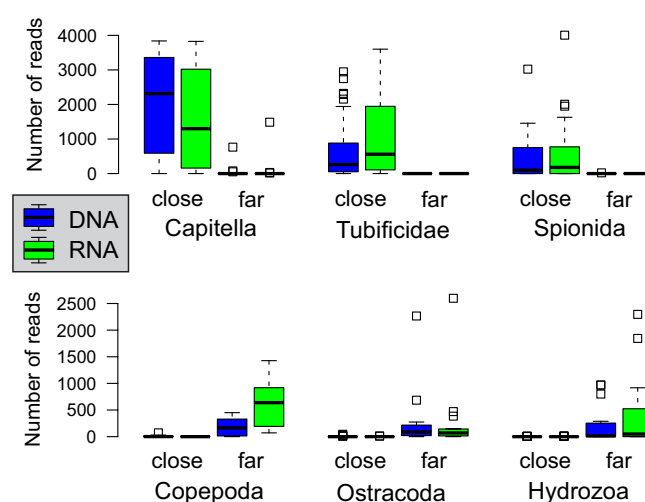 Number of reads
4000
3000
2000
1000
0
close far close far close far
Capitella Tubificidae Spionida
DNA
RNA
Number of reads
2500
2000
1500
1000
500
0
close far close far close far
Copepoda Ostracoda Hydrozoa